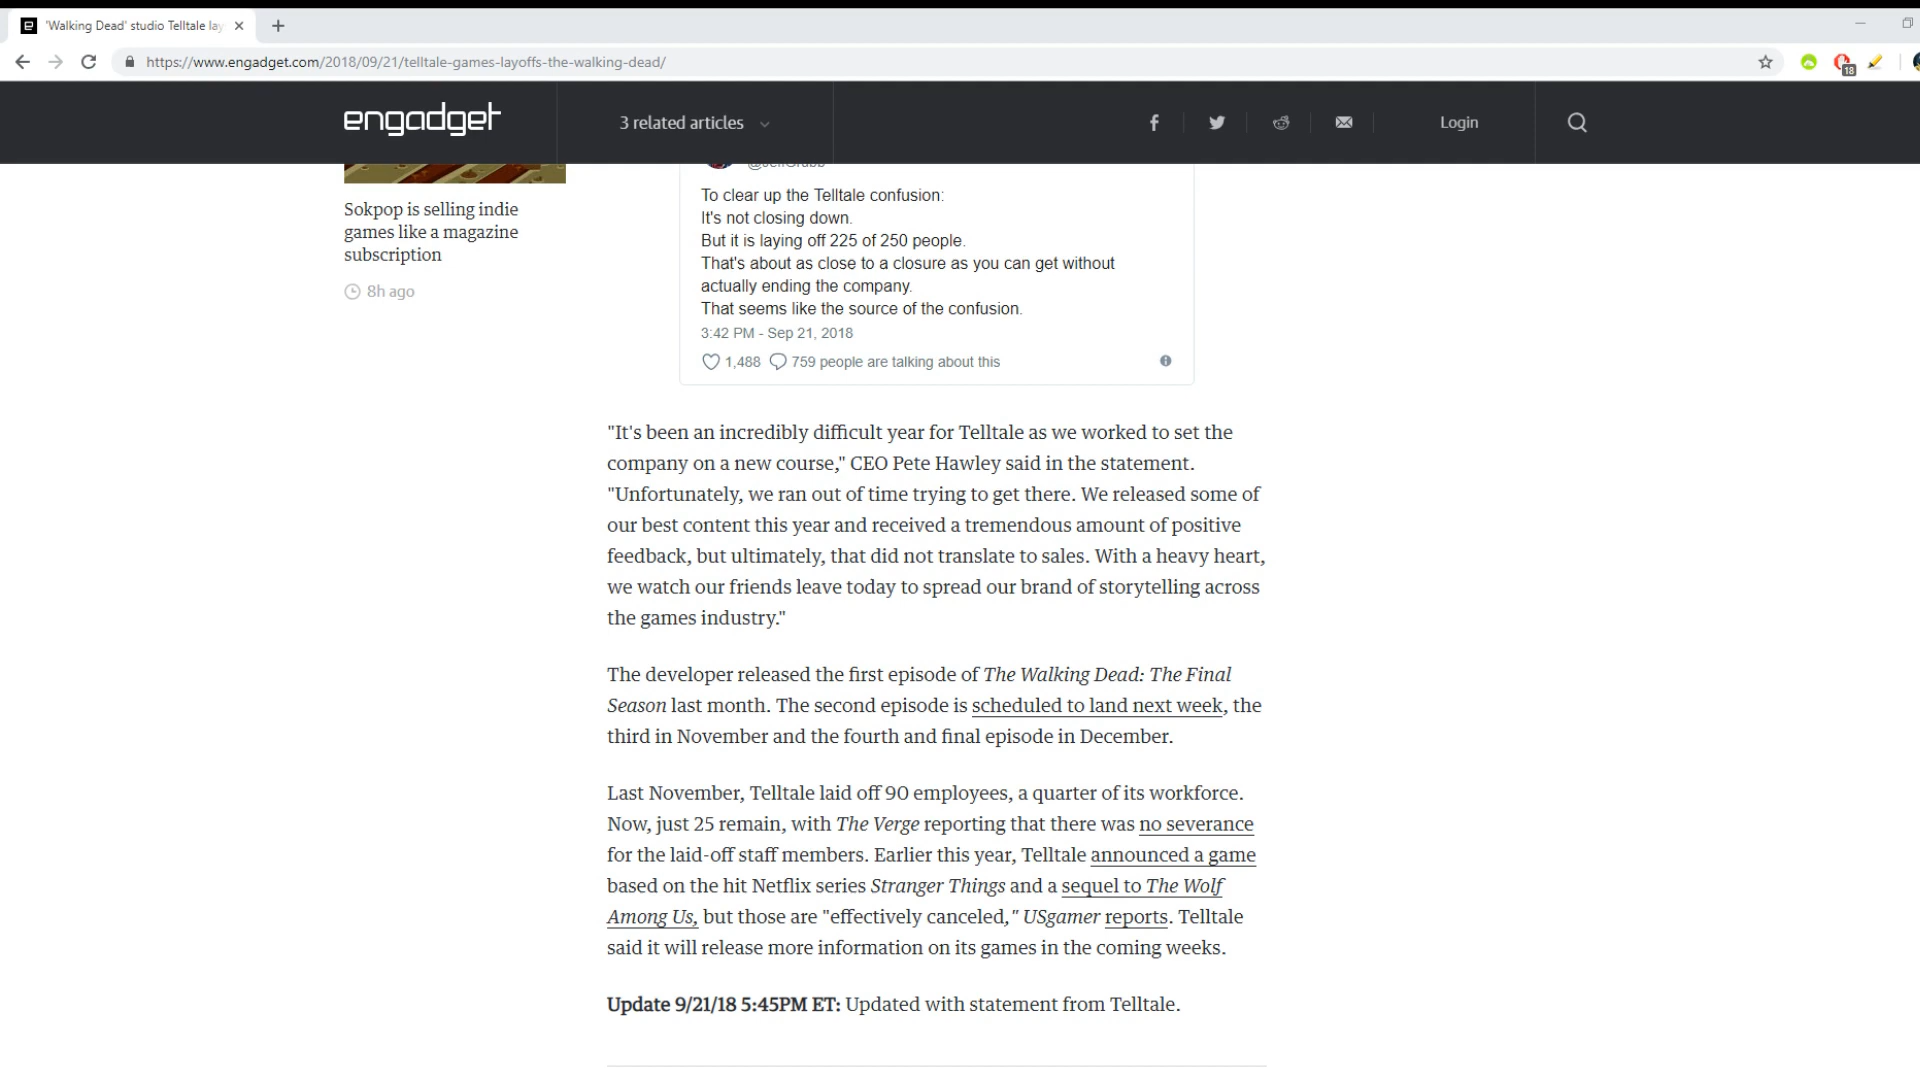 'Walking Dead' studio Telltale lay
https://www.engadget.com/2018/09/21/telltale-games-layoffs-the-walking-dead/
18
engadget
3 related articles
Login
@JeffGrubb
Sokpop is selling indie
games like a magazine
subscription
8h ago
To clear up the Telltale confusion:
It's not closing down.
But it is laying off 225 of 250 people.
That's about as close to a closure as you can get without
actually ending the company.
That seems like the source of the confusion.
3:42 PM - Sep 21, 2018
1,488 759 people are talking about this
"It's been an incredibly difficult year for Telltale as we worked to set the
company on a new course," CEO Pete Hawley said in the statement.
"Unfortunately, we ran out of time trying to get there. We released some of
our best content this year and received a tremendous amount of positive
feedback, but ultimately, that did not translate to sales. With a heavy heart,
we watch our friends leave today to spread our brand of storytelling across
the games industry."
The developer released the first episode of The Walking Dead: The Final
Season last month. The second episode is scheduled to land next week, the
third in November and the fourth and final episode in December.
Last November, Telltale laid off 90 employees, a quarter of its workforce.
Now, just 25 remain, with The Verge reporting that there was no severance
for the laid-off staff members. Earlier this year, Telltale announced a game
based on the hit Netflix series Stranger Things and a sequel to The Wolf
Among Us, but those are "effectively canceled," USgamer reports. Telltale
said it will release more information on its games in the coming weeks.
Update 9/21/18 5:45PM ET: Updated with statement from Telltale.